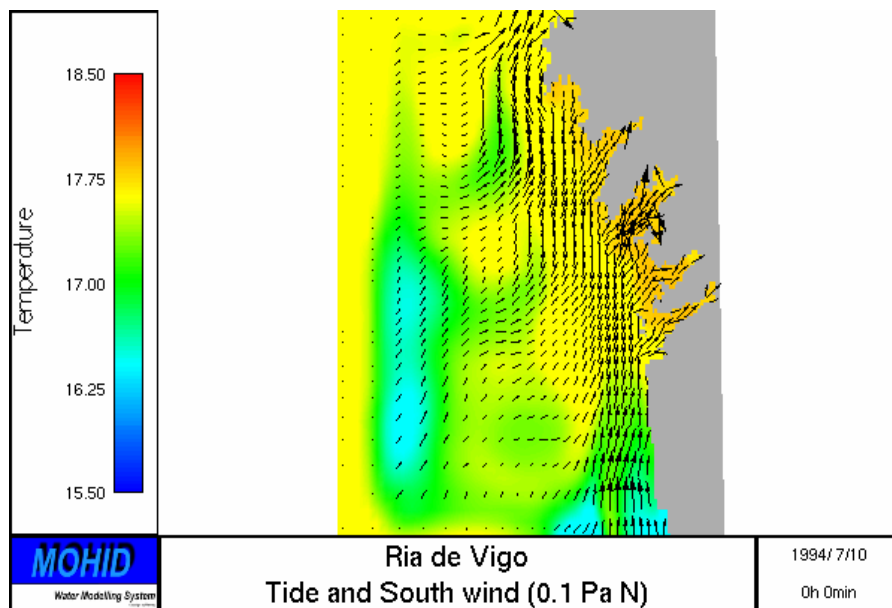 18.50
17.75
17.00
16.25
15.50
Temperature
MOHID
Water Modelling System
Ria de Vigo
Tide and South wind (0.1 Pa N)
1994/ 7/10
0h 0min